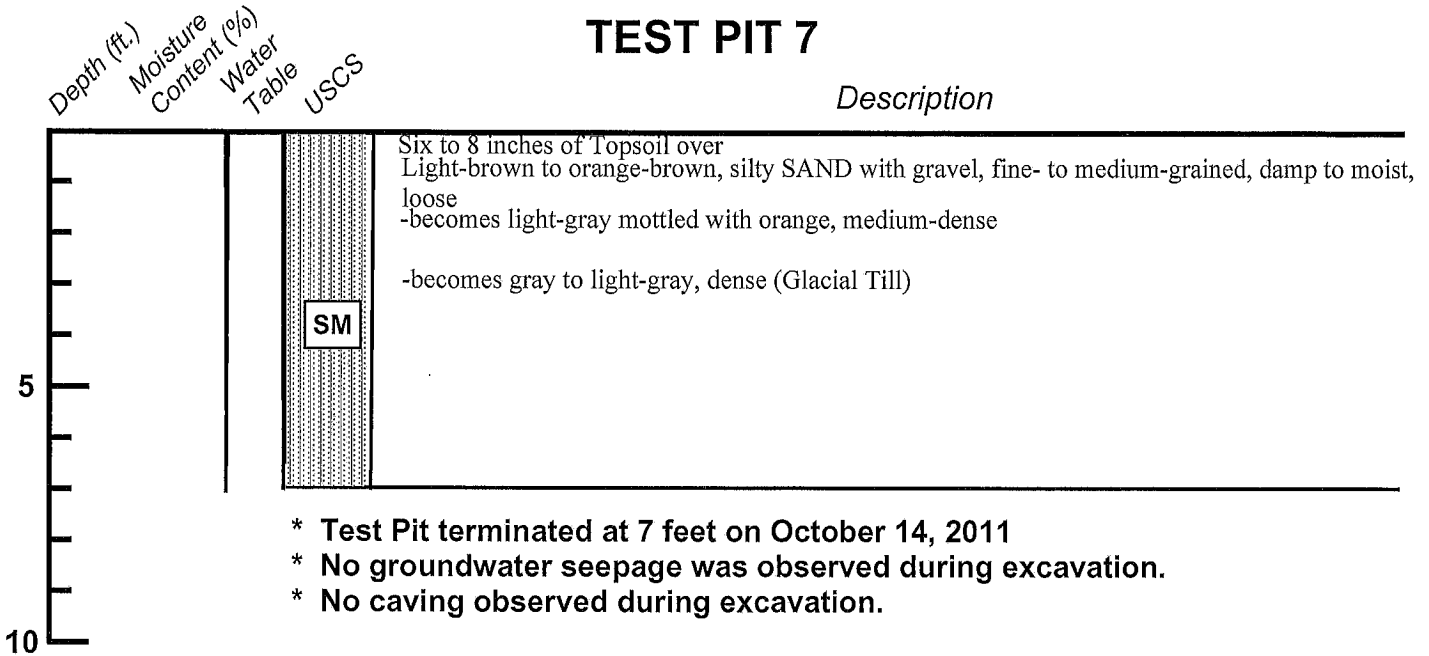 TEST PIT 7
Depth (ft.)
Moisture
Content (%)
Water
Table
USCS
Description
Six to 8 inches of Topsoil over
Light-brown to orange-brown, silty SAND with gravel, fine- to medium-grained, damp to moist,
loose
-becomes light-gray mottled with orange, medium-dense
-becomes gray to light-gray, dense (Glacial Till)
SM
5
* Test Pit terminated at 7 feet on October 14, 2011
* No groundwater seepage was observed during excavation.
* No caving observed during excavation.
10